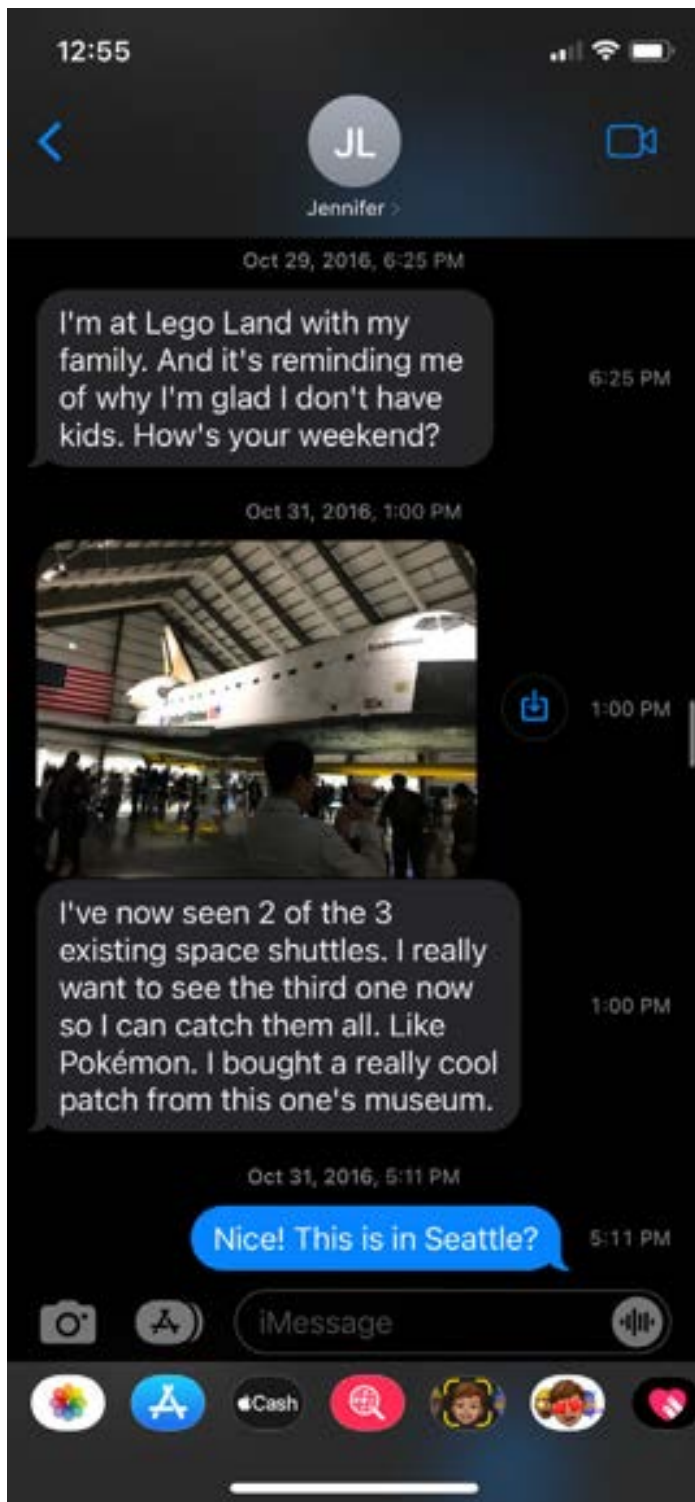 12:55
JL
Jennifer >
Oct 29, 2016, 6:25 PM
I'm at Lego Land with my
family. And it's reminding me
of why I'm glad I don't have
kids. How's your weekend?
6:25 PM
Oct 31, 2016, 1:00 PM
1:00 PM
I've now seen 2 of the 3
existing space shuttles. I really
want to see the third one now
so I can catch them all. Like
Pokémon. I bought a really cool
patch from this one's museum.
1:00 PM
Oct 31, 2016, 5:11 PM
Nice! This is in Seattle?
5:11 PM
iMessage
Cash